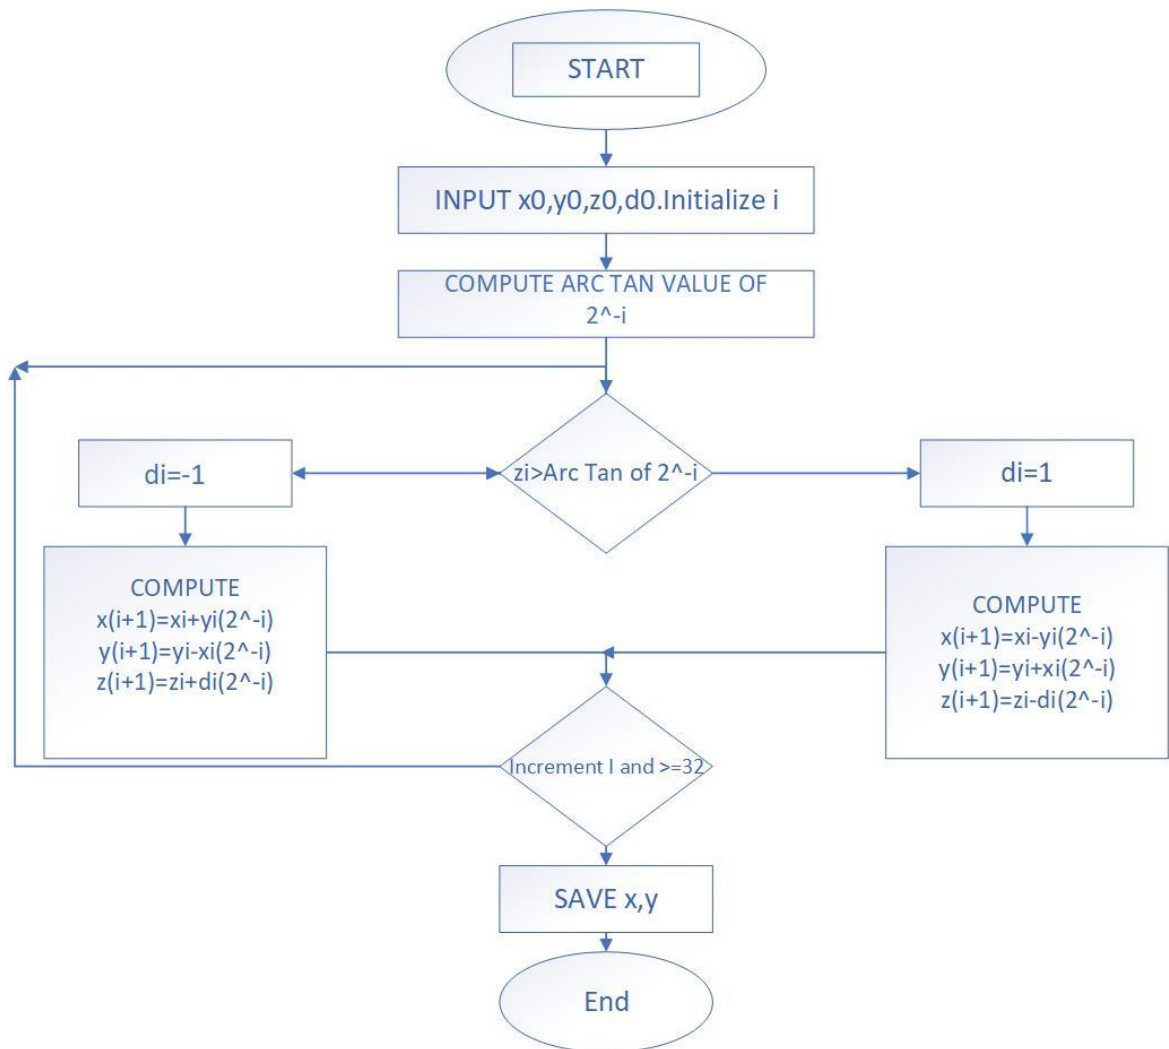 START
INPUT x0,y0,z0,d0.Initialize i
COMPUTE ARC TAN VALUE OF
2^-i
zi>Arc Tan of 2^-i
di=-1
di=1
COMPUTE
x(i+1)=xi+yi(2^-i)
y(i+1)=yi-xi(2^-i)
z(i+1)=zi+di(2^-i)
COMPUTE
x(i+1)=xi-yi(2^-i)
y(i+1)=yi+xi(2^-i)
z(i+1)=zi-di(2^-i)
Increment I and >=32
SAVE x,y
End